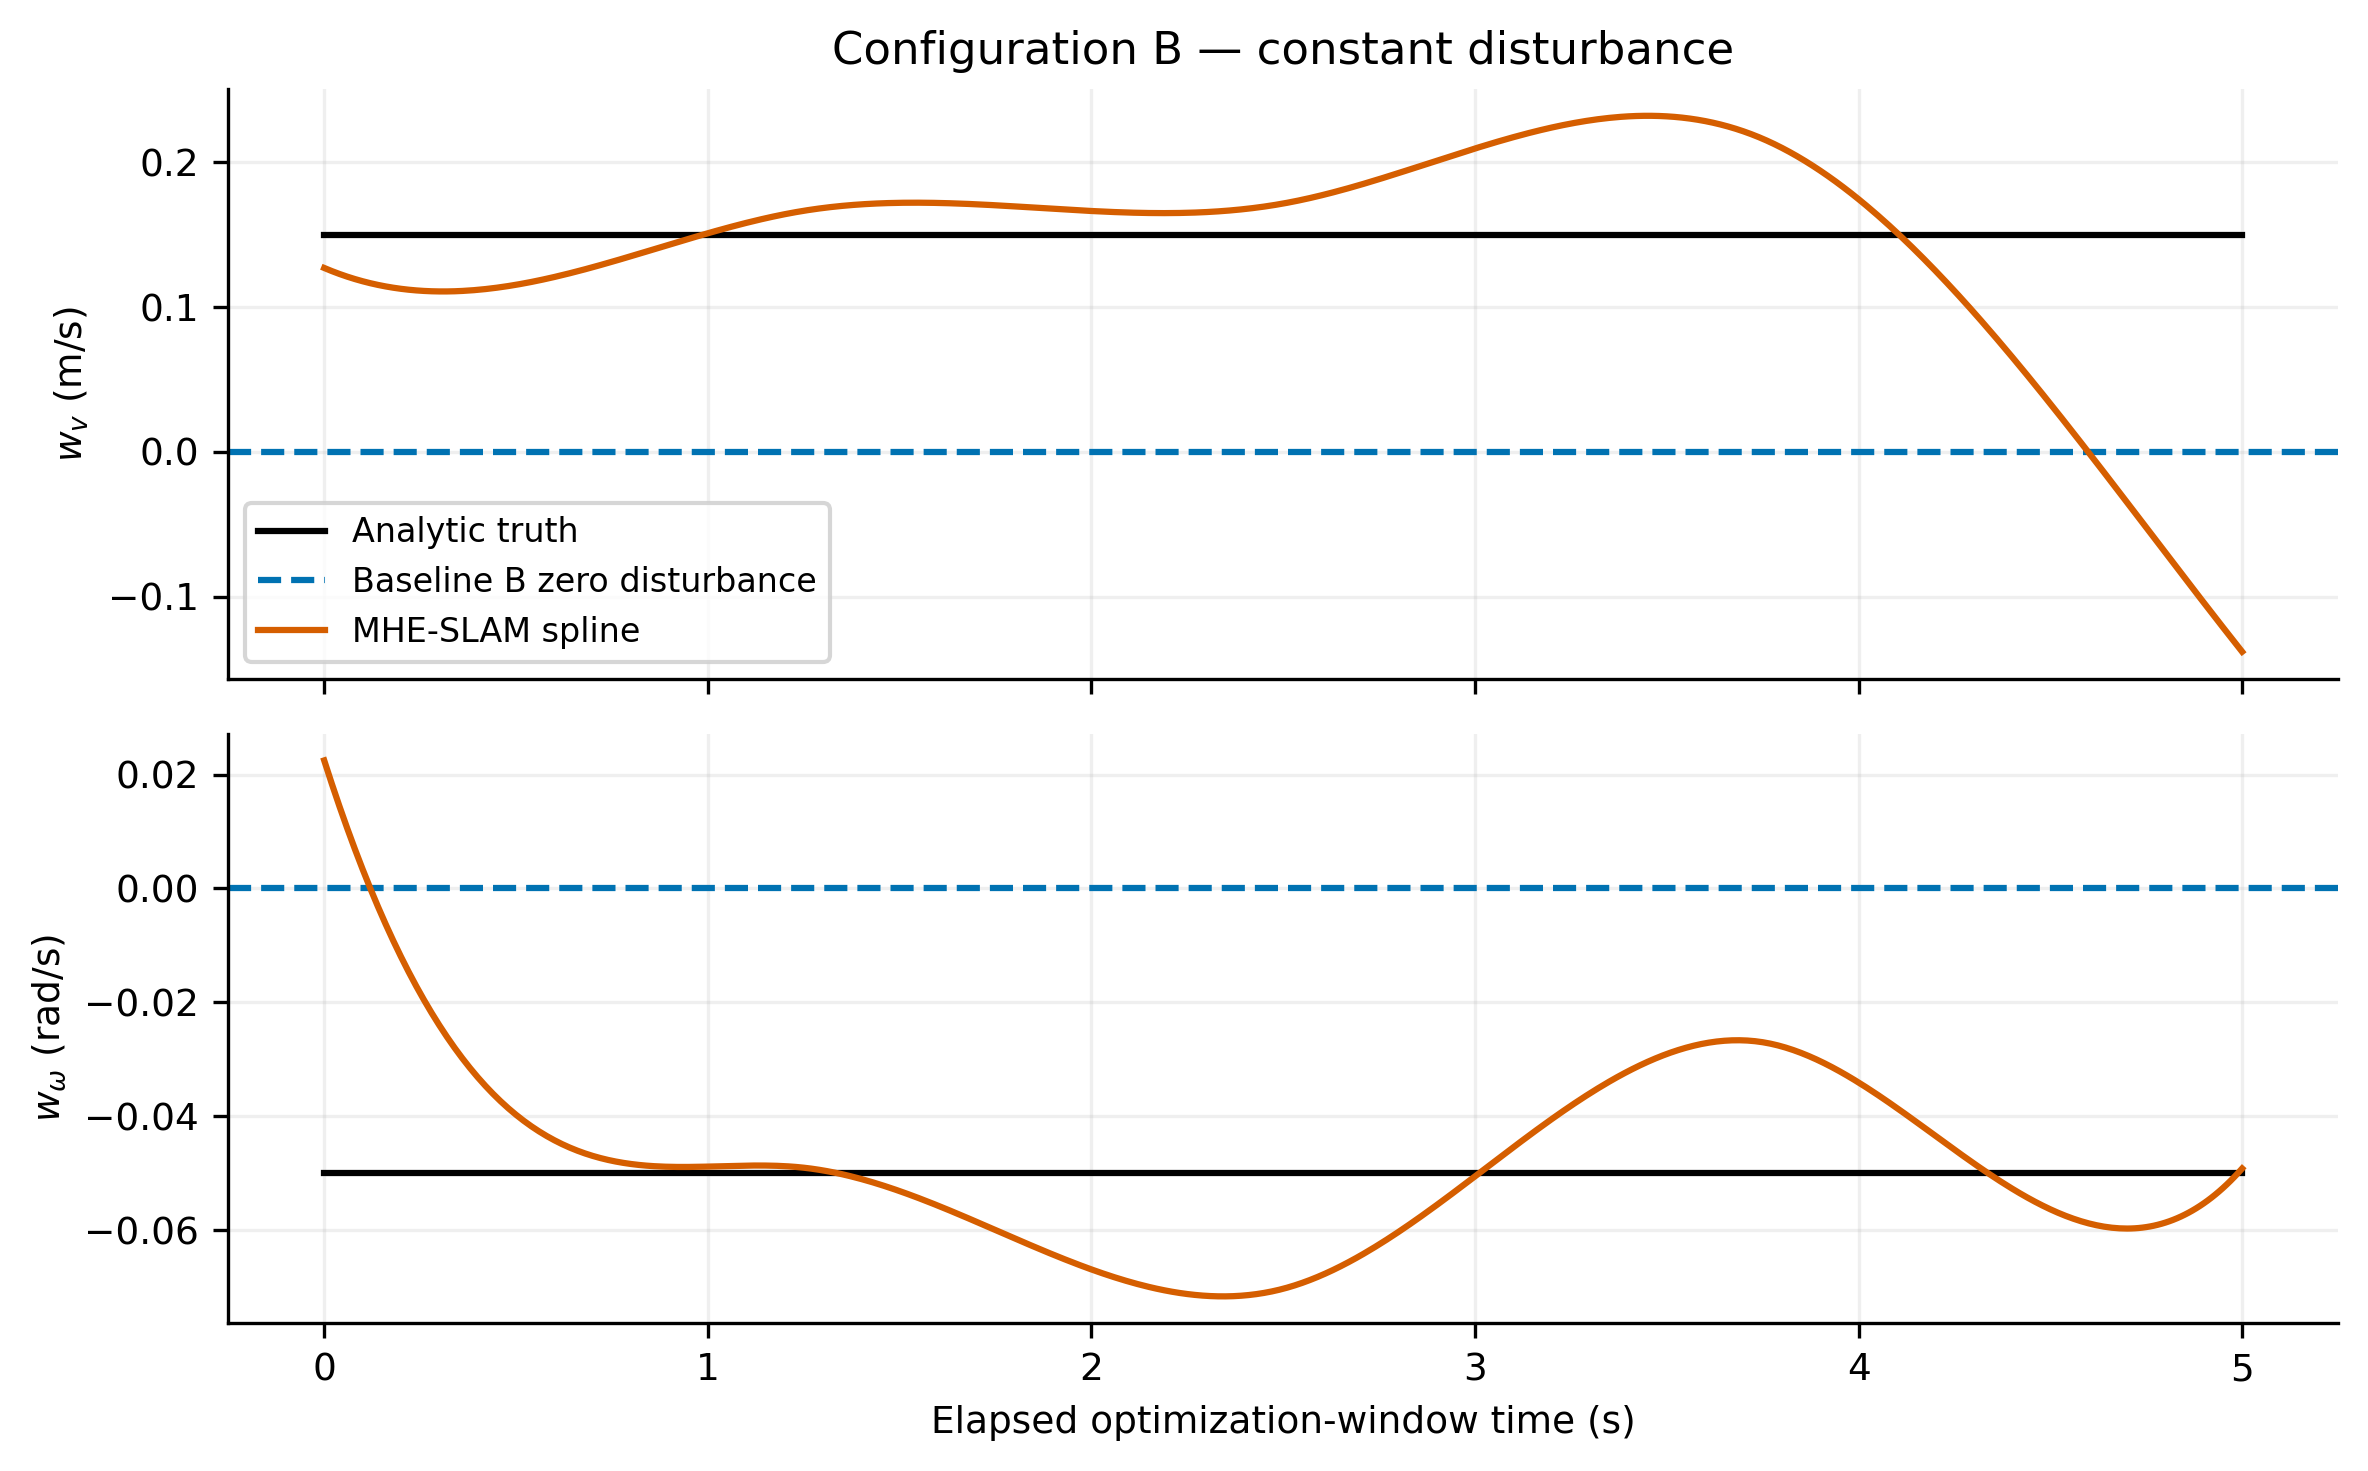 Configuration B — constant disturbance
w_v (m/s)
0.2
0.1
0.0
−0.1
Analytic truth
Baseline B zero disturbance
MHE-SLAM spline
w_ω (rad/s)
0.02
0.00
−0.02
−0.04
−0.06
0 1 2 3 4 5
Elapsed optimization-window time (s)